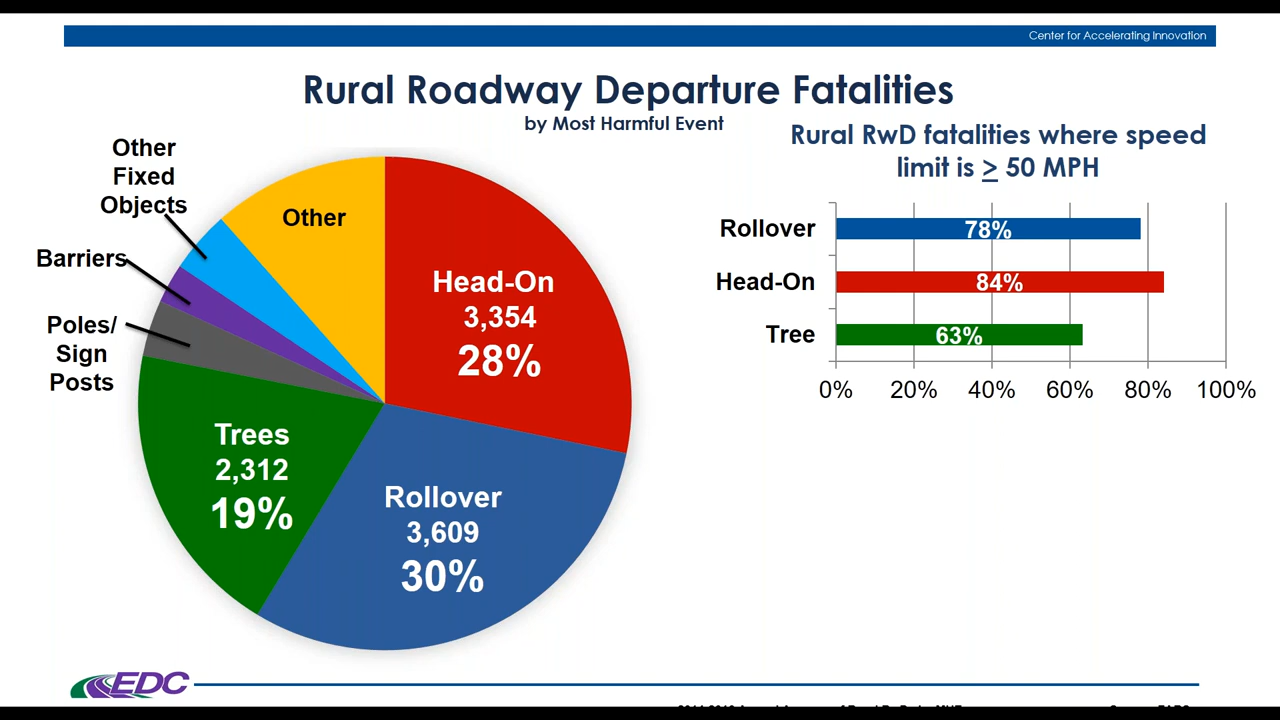 Center for Accelerating Innovation
Rural Roadway Departure Fatalities
by Most Harmful Event
Rural RwD fatalities where speed
limit is > 50 MPH
Other
Fixed
Objects
Barriers
Poles/
Sign
Posts
Other
Head-On
3,354
28%
Trees
2,312
19%
Rollover
3,609
30%
Rollover
78%
Head-On
84%
Tree
63%
0% 20% 40% 60% 80% 100%
EDC